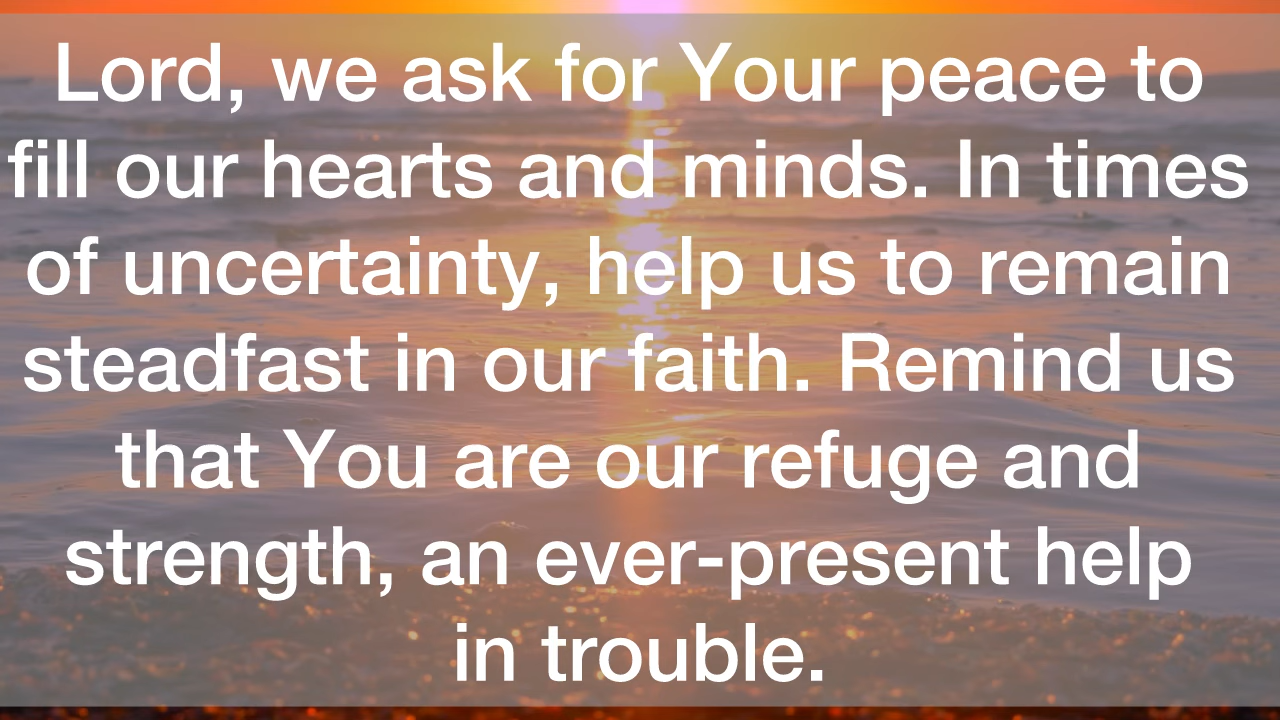 Lord, we ask for Your peace to
fill our hearts and minds. In times
of uncertainty, help us to remain
steadfast in our faith. Remind us
that You are our refuge and
strength, an ever-present help
in trouble.